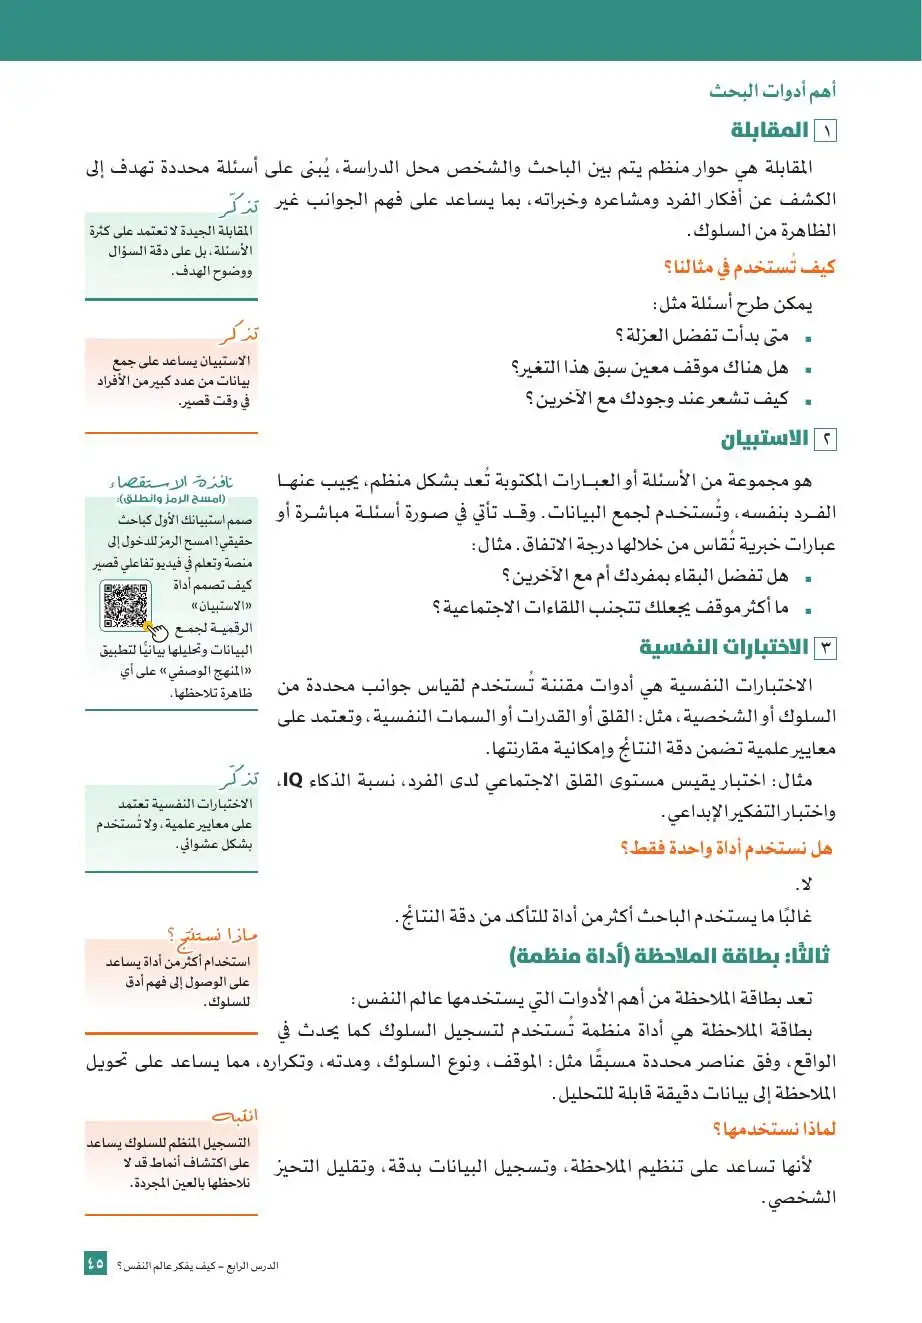 أهم أدوات البحث
١ المقابلة
المقابلة هي حوار منظم يتم بين الباحث والشخص محل الدراسة، يُبنى على أسئلة محددة تهدف إلى
الكشف عن أفكار الفرد ومشاعره وخبراته، بما يساعد على فهم الجوانب غير
الظاهرة من السلوك.
تذكّر
المقابلة الجيدة لا تعتمد على كثرة
الأسئلة، بل على دقة السؤال
ووضوح الهدف.
كيف تُستخدم في مثالنا؟
يمكن طرح أسئلة مثل:
▪ متى بدأت تفضل العزلة؟
▪ هل هناك موقف معين سبق هذا التغير؟
▪ كيف تشعر عند وجودك مع الآخرين؟
تذكر
الاستبيان يساعد على جمع
بيانات من عدد كبير من الأفراد
في وقت قصير.
٢ الاستبيان
هو مجموعة من الأسئلة أو العبـارات المكتوبة تُعد بشكل منظم، يجيب عنهـا
الفـرد بنفسه، وتُستخـدم لجمع البيانات. وقـد تأتي في صـورة أسئلـة مباشـرة أو
عبارات خبرية تُقاس من خلالها درجة الاتفاق. مثال:
▪ هل تفضل البقاء بمفردك أم مع الآخرين؟
▪ ما أكثر موقف يجعلك تتجنب اللقاءات الاجتماعية؟
نافذة الاستقصاء
(امسح الرمز وانطلق):
صمم استبيانك الأول كباحث
حقيقي! امسح الرمز للدخول إلى
منصة وتعلم في فيديو تفاعلي قصير
كيف تصمم أداة
«الاستبيان»
الرقميـة لجمـع
البيانات وتحليلها بيانيًّا لتطبيق
«المنهج الوصفي» على أي
ظاهرة تلاحظها.
٣ الاختبارات النفسية
الاختبارات النفسية هي أدوات مقننة تُستخدم لقياس جوانب محددة من
السلوك أو الشخصية، مثل: القلق أو القدرات أو السمات النفسية، وتعتمد على
معايير علمية تضمن دقة النتائج وإمكانية مقارنتها.
مثال: اختبار يقيس مستوى القلق الاجتماعي لدى الفرد، نسبة الذكاء IQ،
واختبار التفكير الإبداعي.
تذكّر
الاختبارات النفسية تعتمد
على معايير علمية، ولا تُستخدم
بشكل عشوائي.
هل نستخدم أداة واحدة فقط؟
لا.
غالبًا ما يستخدم الباحث أكثر من أداة للتأكد من دقة النتائج.
ماذا نستنتج؟
استخدام أكثر من أداة يساعد
على الوصول إلى فهم أدق
للسلوك.
ثالثًا: بطاقة الملاحظة (أداة منظمة)
تعد بطاقة الملاحظة من أهم الأدوات التي يستخدمها عالم النفس:
بطاقة الملاحظة هي أداة منظمة تُستخدم لتسجيل السلوك كما يحدث في
الواقع، وفق عناصر محددة مسبقًا مثل: الموقف، ونوع السلوك، ومدته، وتكراره، مما يساعد على تحويل
الملاحظة إلى بيانات دقيقة قابلة للتحليل.
لماذا نستخدمها؟
لأنها تساعد على تنظيم الملاحظة، وتسجيل البيانات بدقة، وتقليل التحيز
الشخصي.
انتبه
التسجيل المنظم للسلوك يساعد
على اكتشاف أنماط قد لا
نلاحظها بالعين المجردة.
الدرس الرابع – كيف يفكر عالم النفس؟ ٤٥